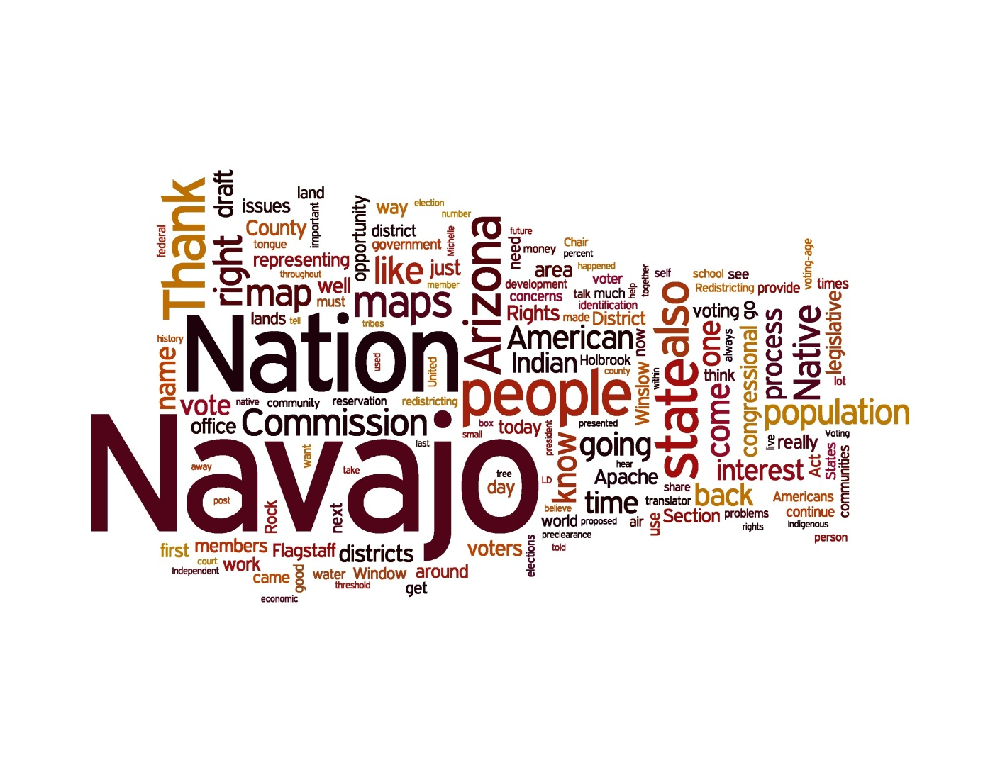 Thank
draft
land
issues
important
opportunity
way
election
number
federal
County
tongue
right
district
government
Michelle
Arizona
future
need
money
Chair
percent
representing
throughout
like
just
member
area
happened
development
voter
help
together
self
school
see
voting-age
map
well
must
maps
concerns
talk
much
identification
Redistricting
provide
times
lands
tell
tribes
Rights
made
District
also
voting
go
history
name
Nation
used
United
American
now
one
always
process
Native
legislative
Indian
Holbrook
county
Winslow
within
state
think
congressional
lot
vote
native
community
reservation
redistricting
people
come
population
office
Commission
last
small
box
today
president
presented
live
really
Voting
Navajo
away
want
take
free
day
post
LD
know
going
hear
Apache
interest
Act
States
communities
Rock
next
believe
time
share
translator
back
Americans
world
proposed
air
use
Section
problems
continue
rights
Indigenous
preclearance
person
first
members
Flagstaff
districts
voters
elections
told
court
Independent
work
came
good
water
Window
around
threshold
get
economic